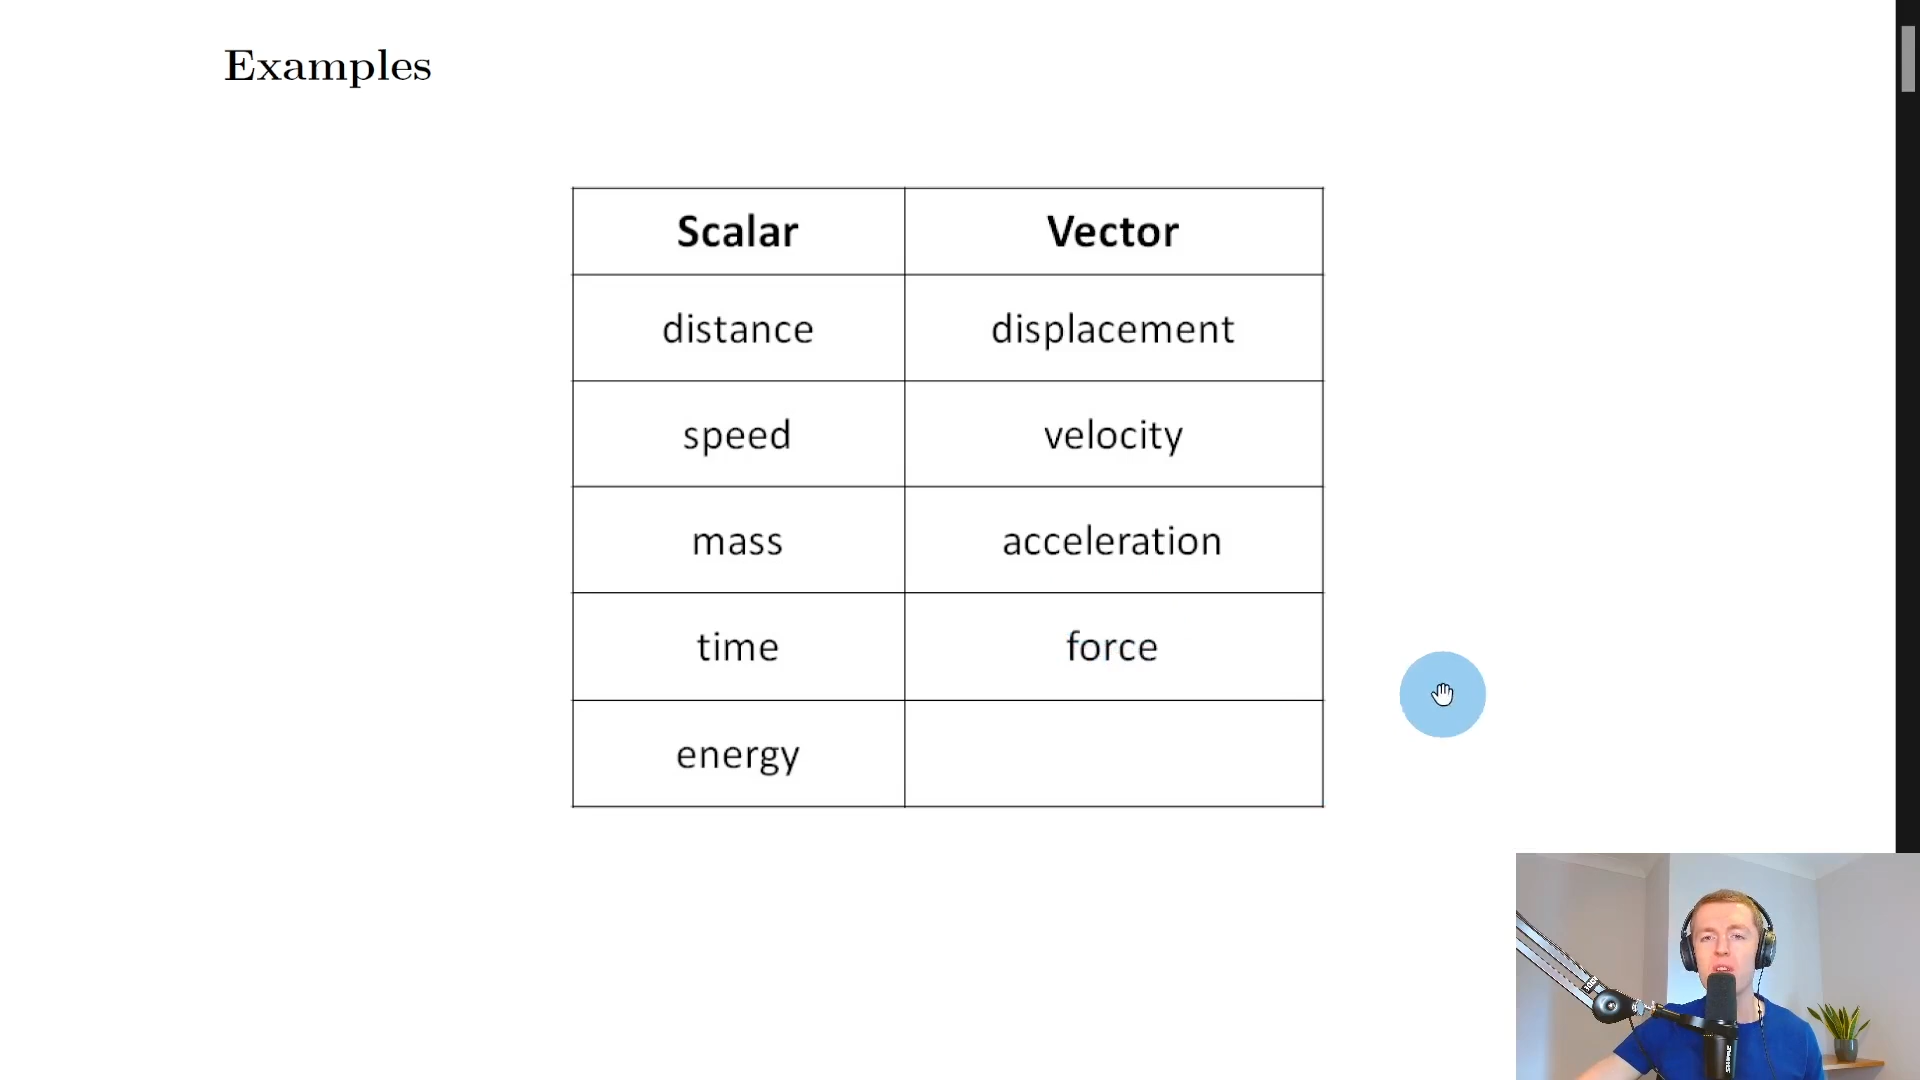 Examples
Scalar Vector
distance displacement
speed velocity
mass acceleration
time force
energy